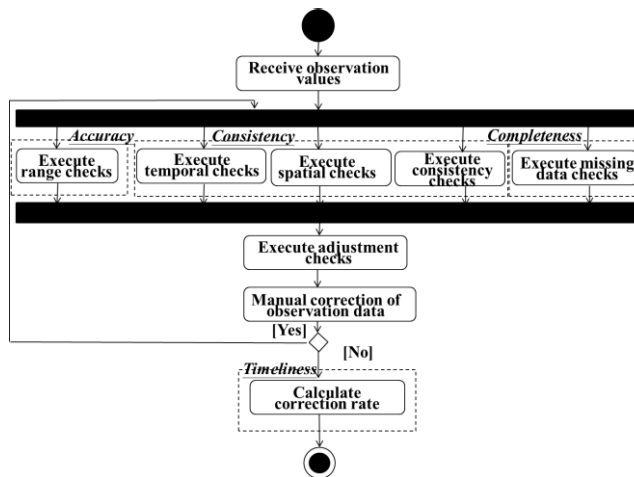 Receive observation
values
Accuracy
Consistency
Completeness
Execute
range checks
Execute
temporal checks
Execute
spatial checks
Execute
consistency
checks
Execute missing
data checks
Execute adjustment
checks
Manual correction of
observation data
[Yes]
[No]
Timeliness
Calculate
correction rate